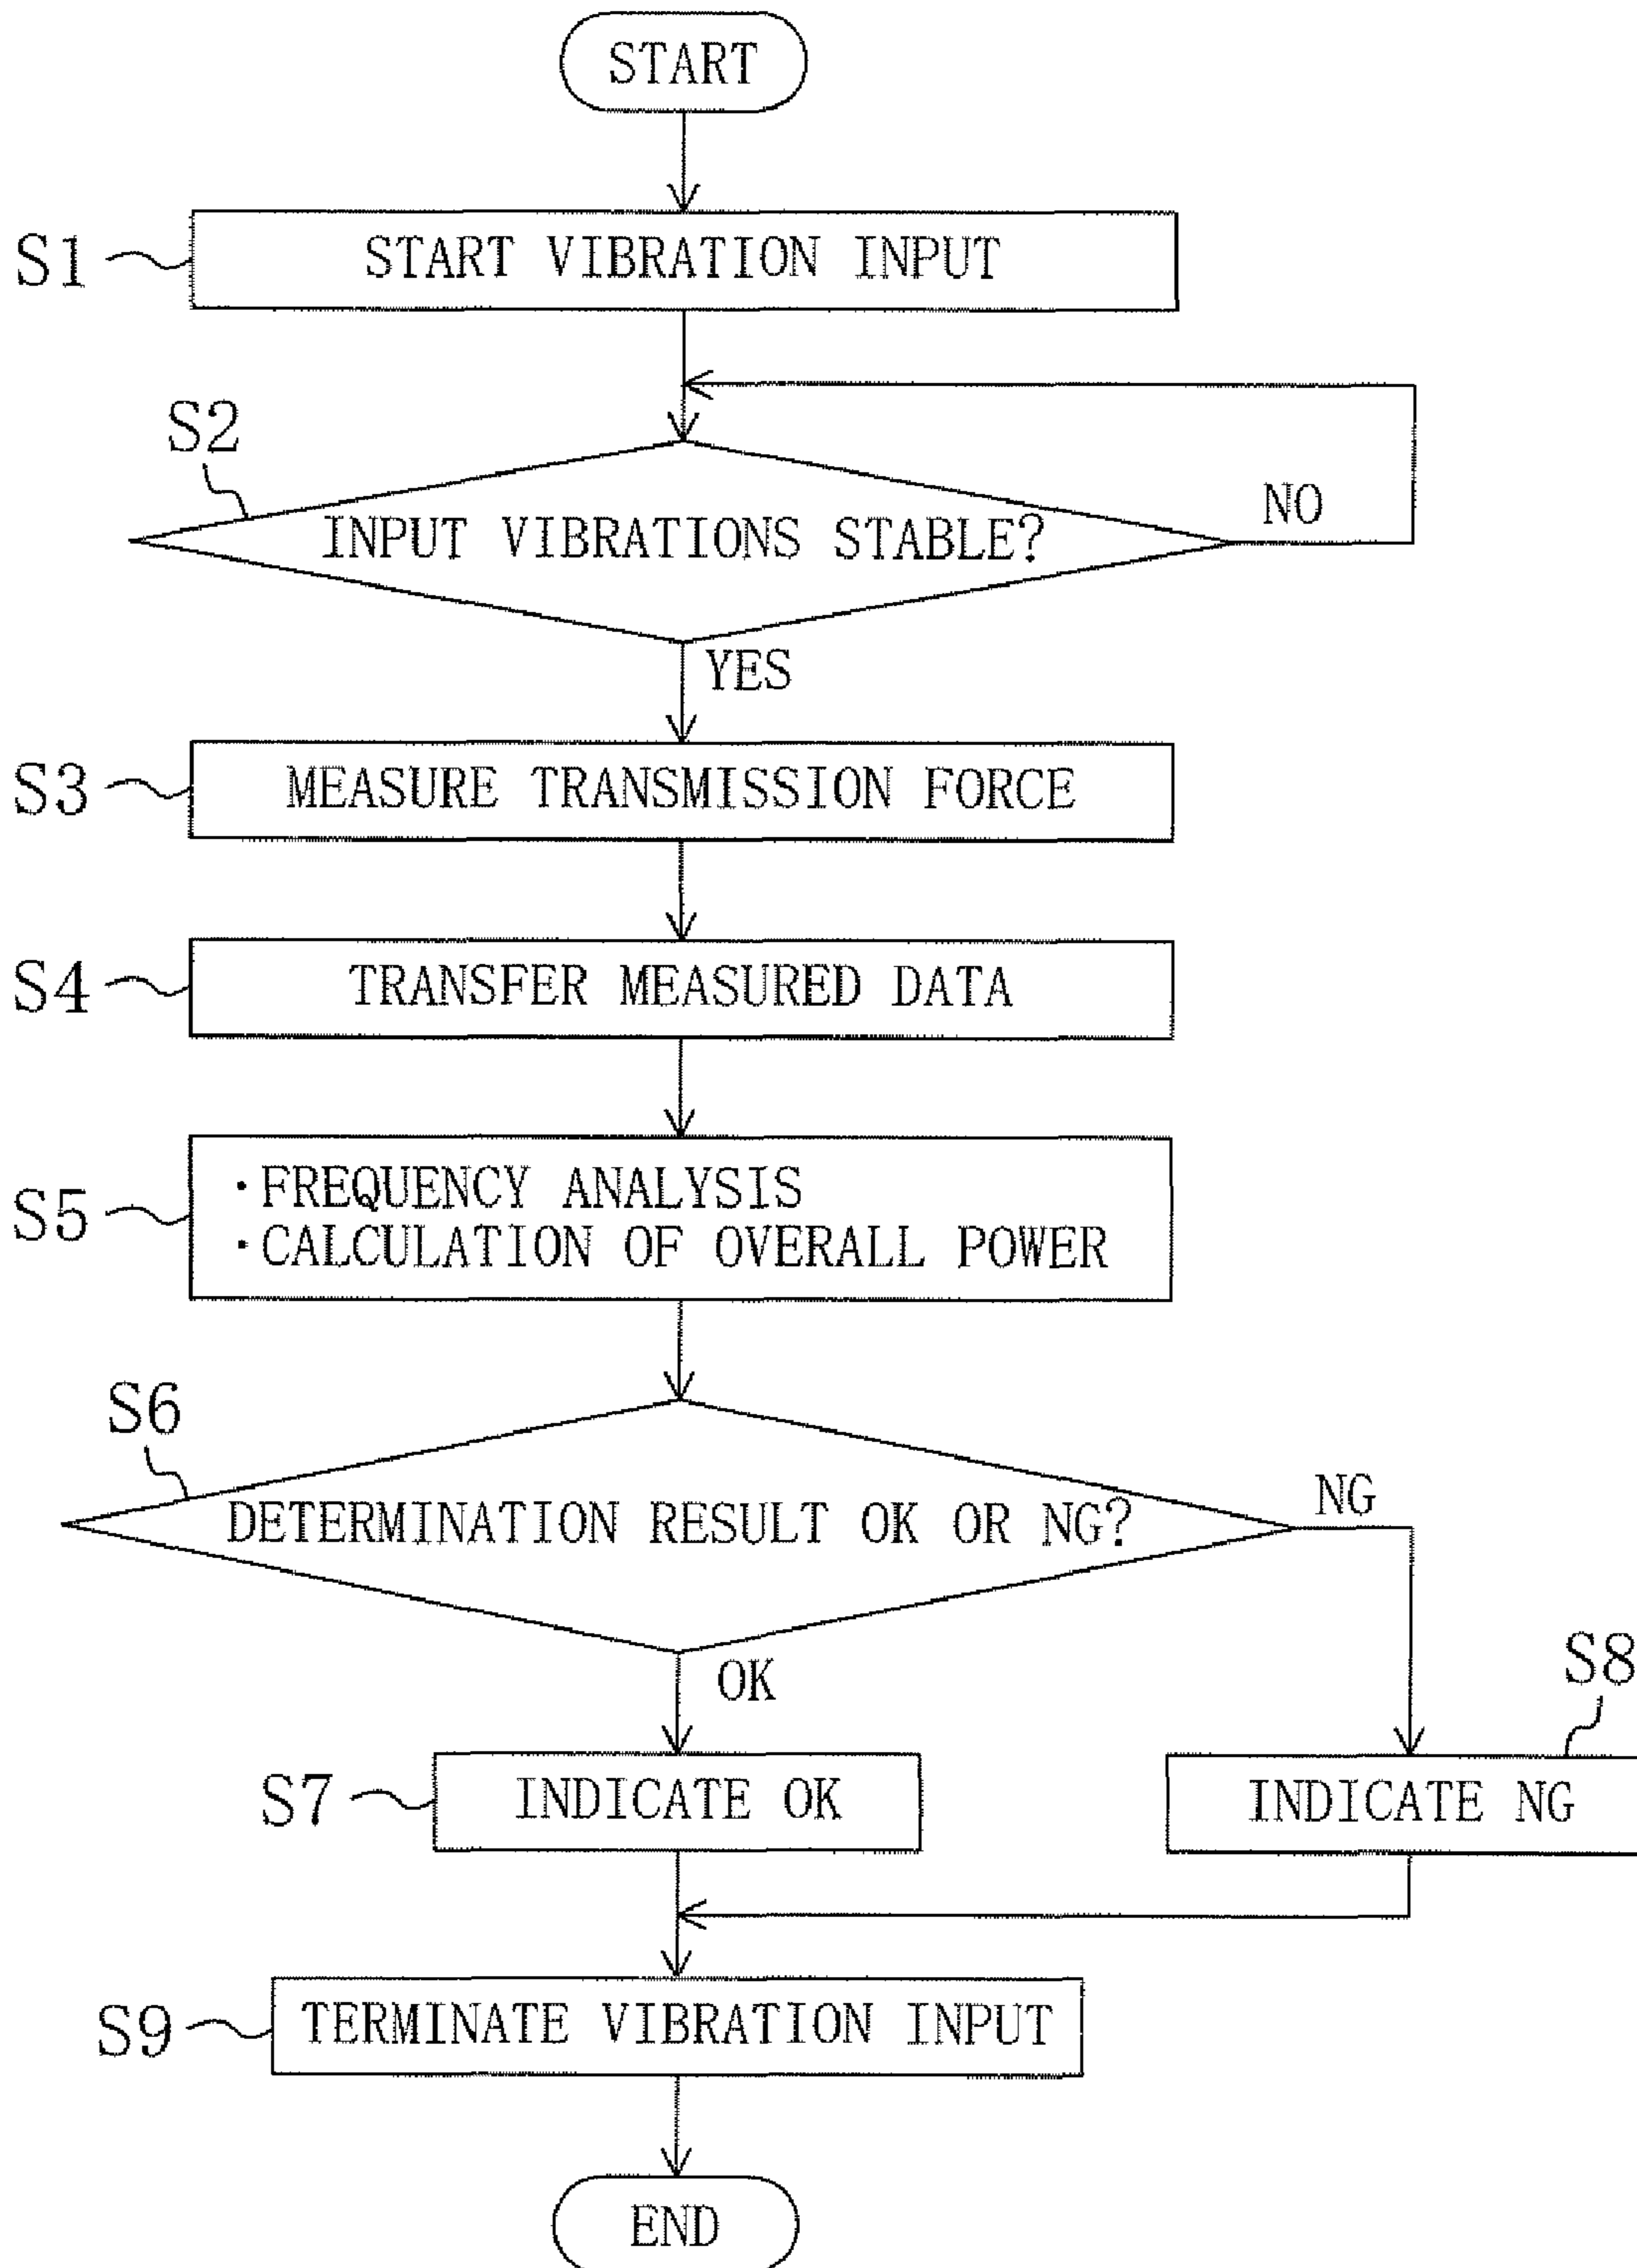 START
S1
START VIBRATION INPUT
S2
INPUT VIBRATIONS STABLE?
NO
YES
S3
MEASURE TRANSMISSION FORCE
S4
TRANSFER MEASURED DATA
S5
・FREQUENCY ANALYSIS
・CALCULATION OF OVERALL POWER
S6
DETERMINATION RESULT OK OR NG?
NG
OK
S8
S7
INDICATE OK
INDICATE NG
S9
TERMINATE VIBRATION INPUT
END